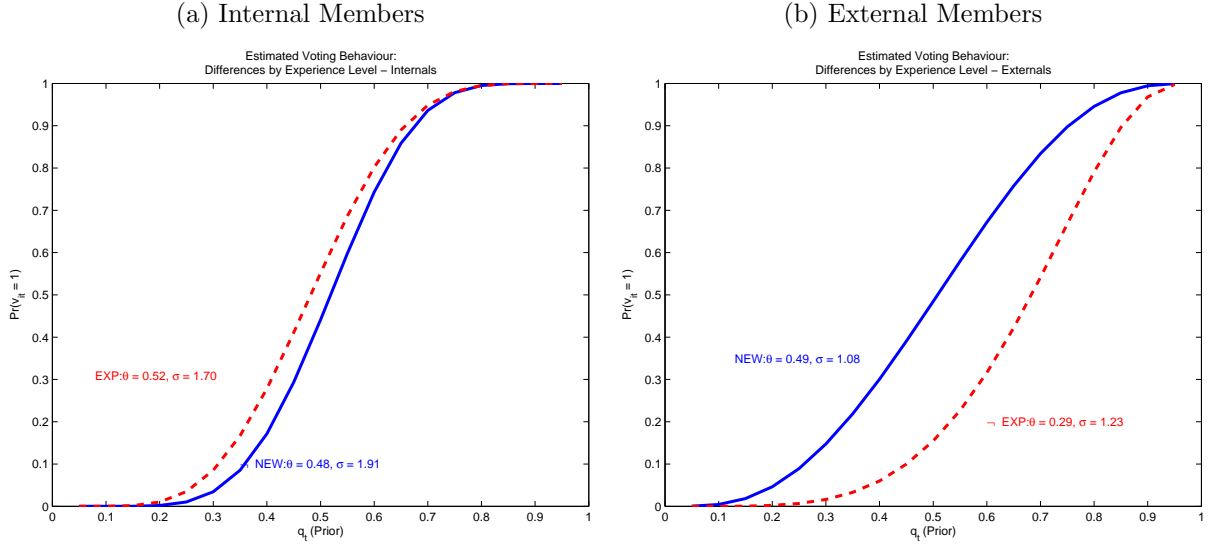 (a) Internal Members
Estimated Voting Behaviour:
Differences by Experience Level − Internals
1
0.9
0.8
0.7
0.6
0.5
0.4
0.3
0.2
0.1
0
Pr(v_it = 1)
EXP:θ = 0.52, σ = 1.70
¬ NEW:θ = 0.48, σ = 1.91
0 0.1 0.2 0.3 0.4 0.5 0.6 0.7 0.8 0.9 1
q_t (Prior)
(b) External Members
Estimated Voting Behaviour:
Differences by Experience Level − Externals
1
0.9
0.8
0.7
0.6
0.5
0.4
0.3
0.2
0.1
0
Pr(v_it = 1)
NEW:θ = 0.49, σ = 1.08
¬ EXP:θ = 0.29, σ = 1.23
0 0.1 0.2 0.3 0.4 0.5 0.6 0.7 0.8 0.9 1
q_t (Prior)